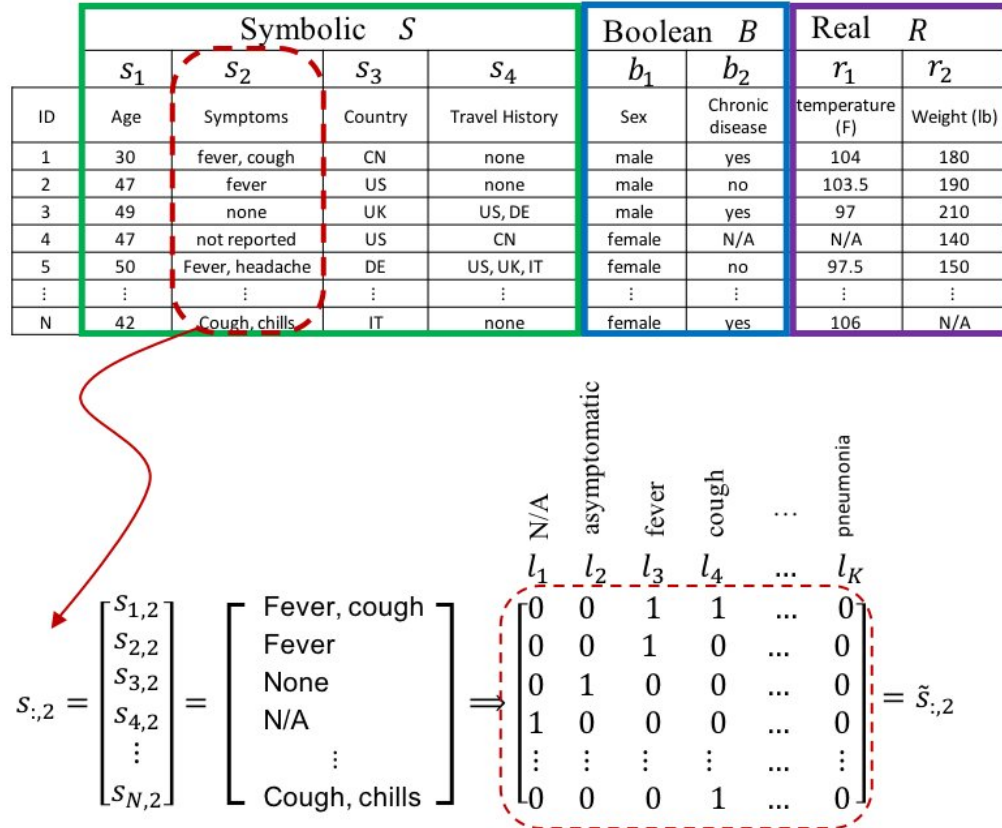 Symbolic S Boolean B Real R
s₁ s₂ s₃ s₄ b₁ b₂ r₁ r₂
ID Age Symptoms Country Travel History Sex Chronic disease temperature (F) Weight (lb)
1 30 fever, cough CN none male yes 104 180
2 47 fever US none male no 103.5 190
3 49 none UK US, DE male yes 97 210
4 47 not reported US CN female N/A N/A 140
5 50 Fever, headache DE US, UK, IT female no 97.5 150
⋮ ⋮ ⋮ ⋮ ⋮ ⋮ ⋮ ⋮ ⋮
N 42 Cough, chills IT none female yes 106 N/A
N/A asymptomatic fever cough ... pneumonia
l₁ l₂ l₃ l₄ ... l_K
s₁,₂ Fever, cough 0 0 1 1 ... 0
s₂,₂ Fever 0 0 1 0 ... 0
s₃,₂ None 0 1 0 0 ... 0
s:,₂ = = ⟹ = s̃:,₂
s₄,₂ N/A 1 0 0 0 ... 0
⋮ ⋮ ⋮ ⋮ ⋮ ⋮ ... ⋮
s_N,₂ Cough, chills 0 0 0 1 ... 0